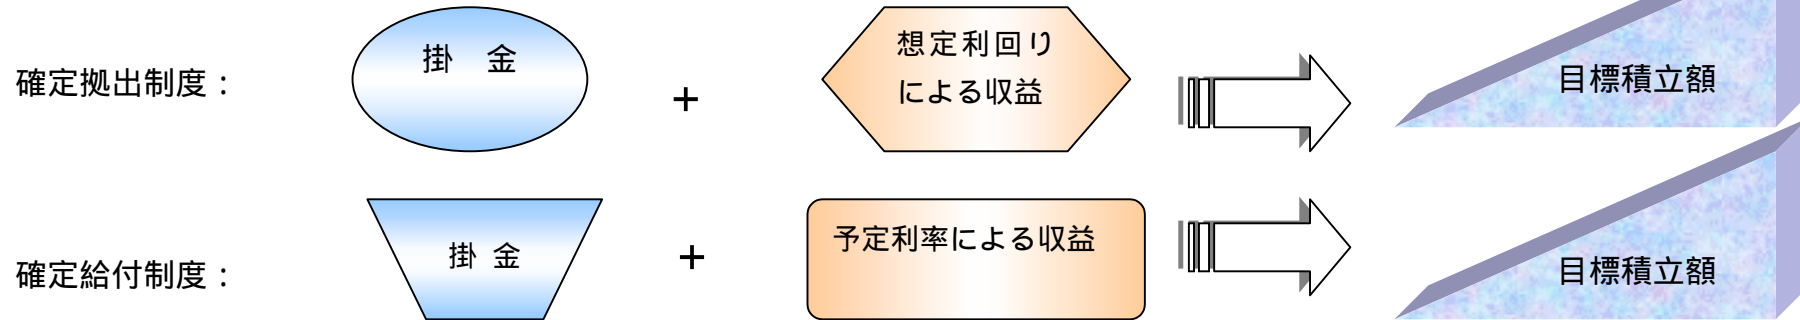 確定拠出制度：
掛 金
+
想定利回り
による収益
目標積立額
確定給付制度：
掛 金
+
予定利率による収益
目標積立額